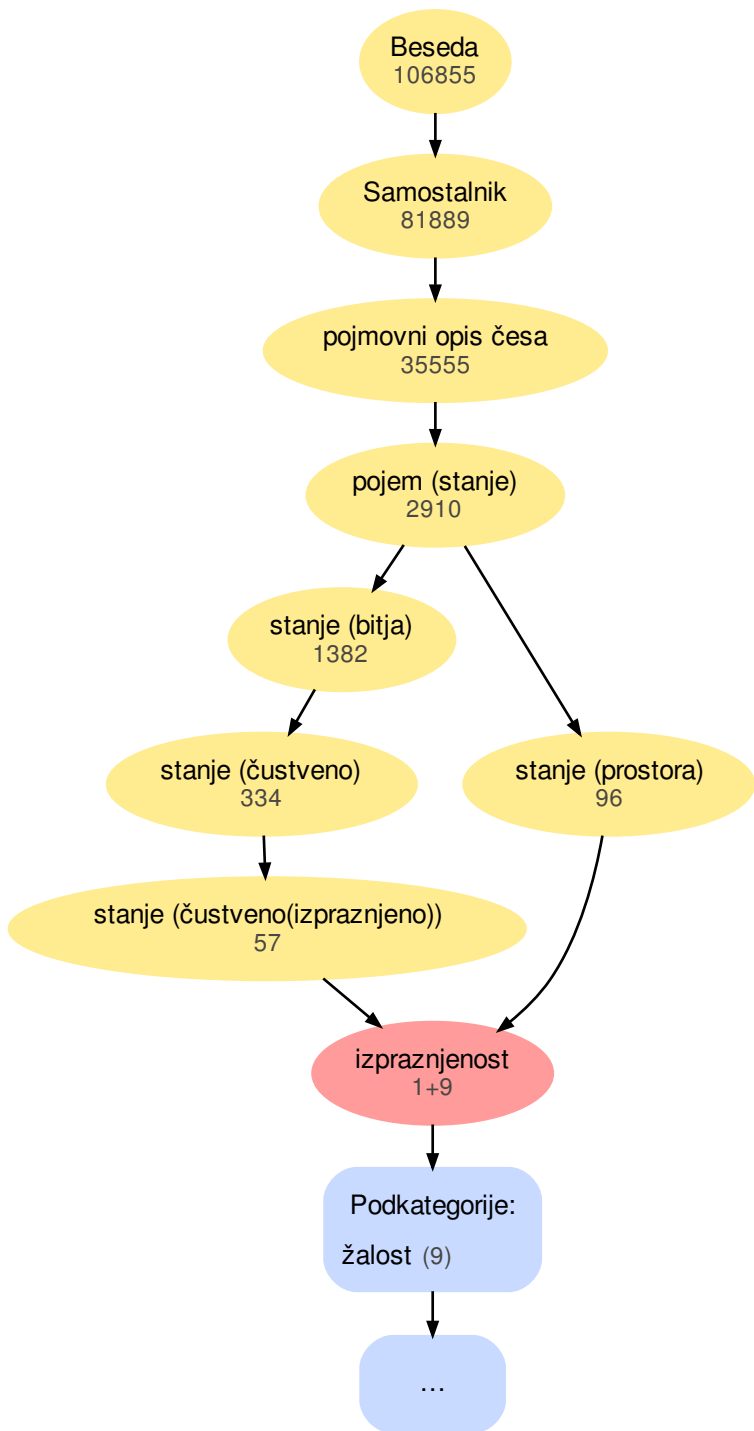 Beseda
106855
Samostalnik
81889
pojmovni opis česa
35555
pojem (stanje)
2910
stanje (bitja)
1382
stanje (čustveno)
334
stanje (prostora)
96
stanje (čustveno(izpraznjeno))
57
izpraznjenost
1+9
Podkategorije:
žalost (9)
...